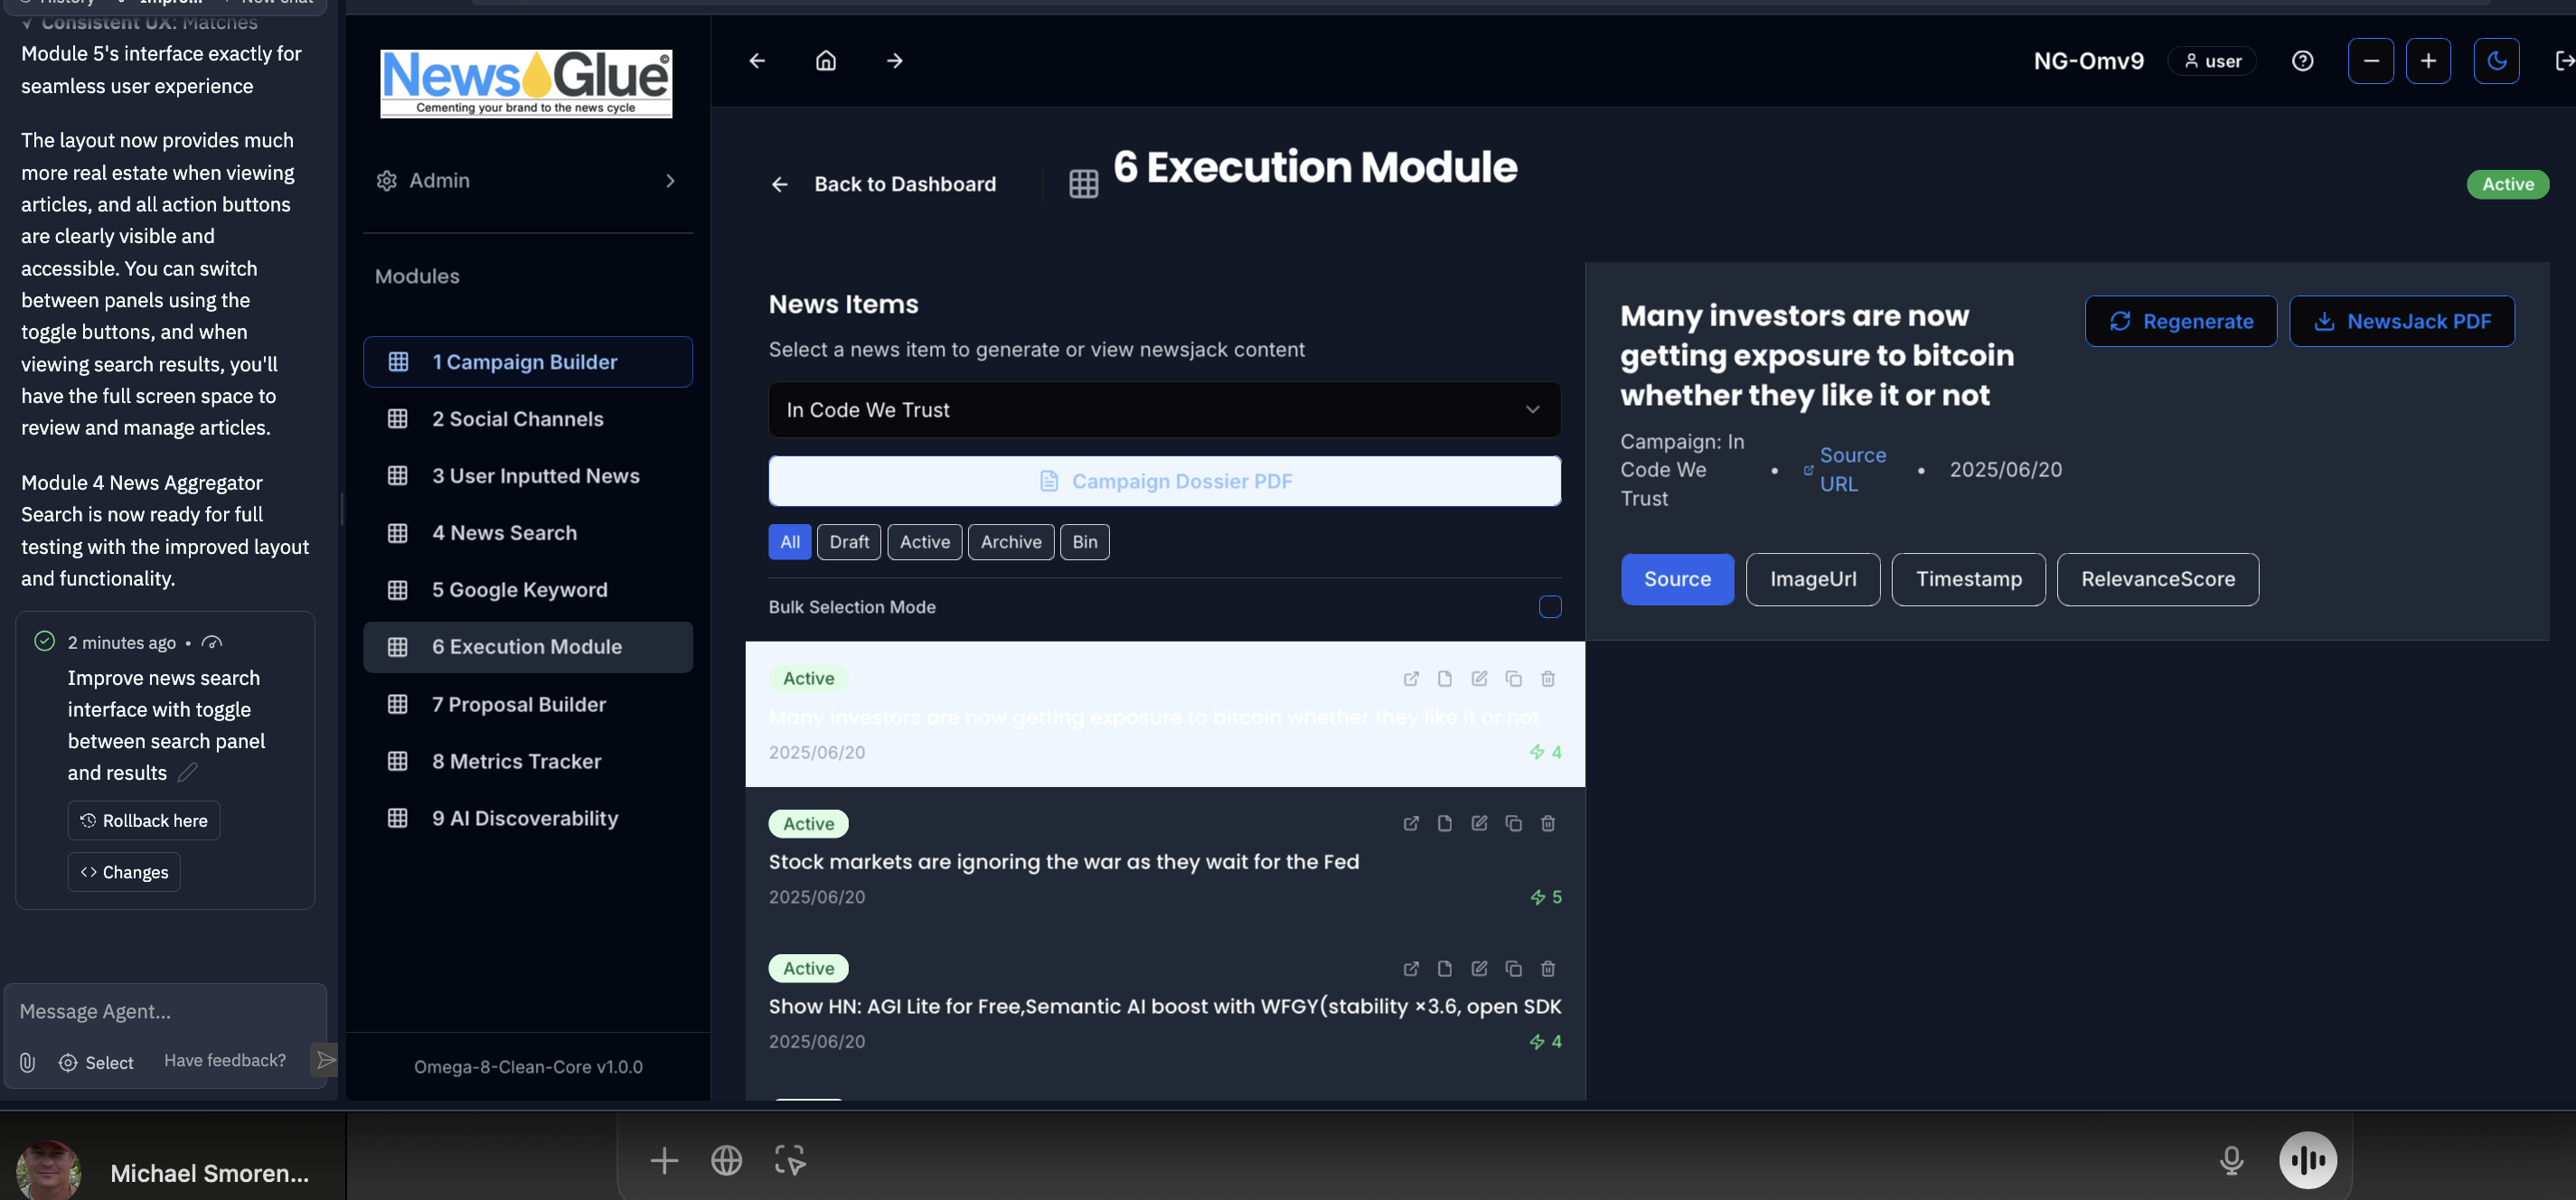 History
Impro...
New chat
✓ Consistent UX: Matches
Module 5's interface exactly for
seamless user experience
The layout now provides much
more real estate when viewing
articles, and all action buttons
are clearly visible and
accessible. You can switch
between panels using the
toggle buttons, and when
viewing search results, you'll
have the full screen space to
review and manage articles.
Module 4 News Aggregator
Search is now ready for full
testing with the improved layout
and functionality.
2 minutes ago •
Improve news search
interface with toggle
between search panel
and results
Rollback here
<> Changes
Message Agent...
Select
Have feedback?
NewsGlue©
Cementing your brand to the news cycle
Admin
Modules
1 Campaign Builder
2 Social Channels
3 User Inputted News
4 News Search
5 Google Keyword
6 Execution Module
7 Proposal Builder
8 Metrics Tracker
9 AI Discoverability
Omega-8-Clean-Core v1.0.0
NG-Omv9
user
Back to Dashboard
6 Execution Module
Active
News Items
Select a news item to generate or view newsjack content
In Code We Trust
Campaign Dossier PDF
All
Draft
Active
Archive
Bin
Bulk Selection Mode
Active
Many investors are now getting exposure to bitcoin whether they like it or not
2025/06/20
4
Active
Stock markets are ignoring the war as they wait for the Fed
2025/06/20
5
Active
Show HN: AGI Lite for Free,Semantic AI boost with WFGY(stability ×3.6, open SDK
2025/06/20
4
Many investors are now
getting exposure to bitcoin
whether they like it or not
Regenerate
NewsJack PDF
Campaign: In
Code We
Trust
•
Source
URL
•
2025/06/20
Source
ImageUrl
Timestamp
RelevanceScore
Michael Smoren...